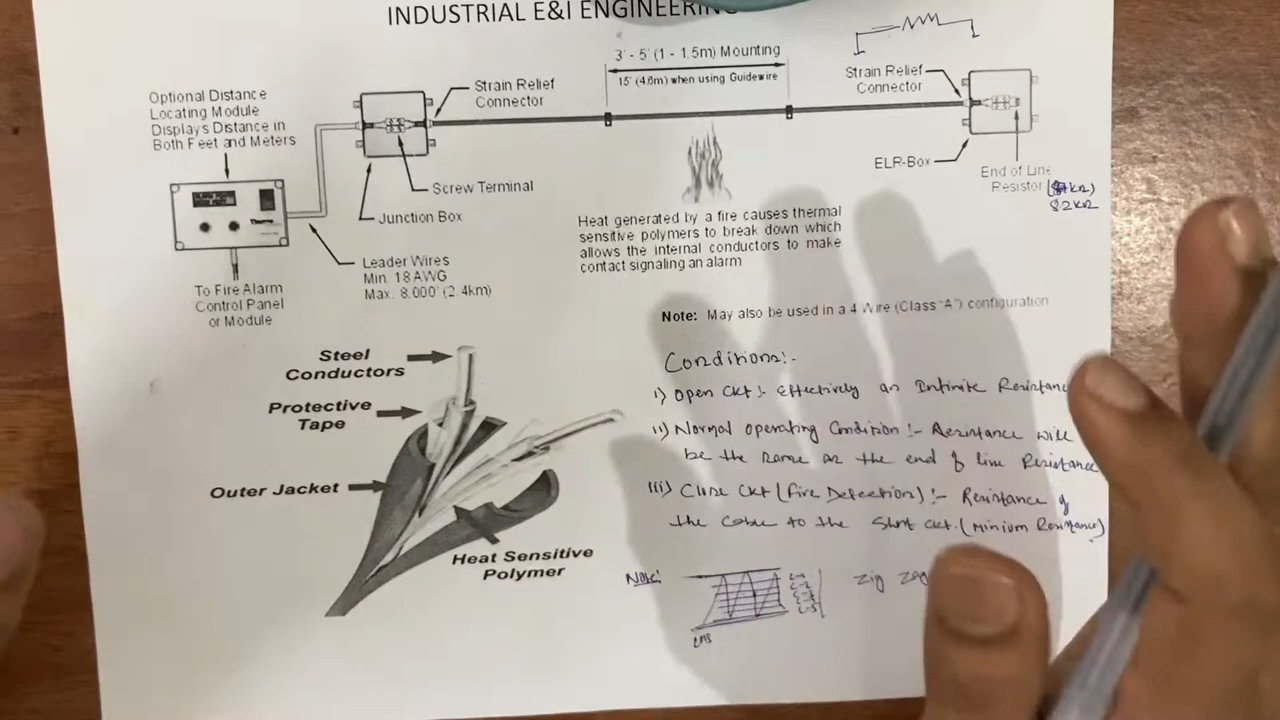 INDUSTRIAL E&I ENGINEERING
3' - 5' (1 - 1.5m) Mounting
15' (4.6m) when using Guidewire
Strain Relief
Connector
Strain Relief
Connector
Optional Distance
Locating Module
Displays Distance in
Both Feet and Meters
Screw Terminal
Junction Box
ELR-Box
End of Line
Resistor
82KΩ
Leader Wires
Min. 18 AWG
Max. 8,000' (2.4km)
To Fire Alarm
Control Panel
or Module
Heat generated by a fire causes thermal
sensitive polymers to break down which
allows the internal conductors to make
contact signaling an alarm
Note: May also be used in a 4 Wire (Class "A") configuration
Steel
Conductors
Protective
Tape
Outer Jacket
Heat Sensitive
Polymer
Conditions:-
i) Open Ckt:- Effectively an Infinite Resistanc
ii) Normal operating Condition:- Resistance will
be the same as the end of line Resistance
iii) Close Ckt (Fire Detection):- Resistance of
the Cable to the Short Ckt. (Minium Resistance)
Note:
Zig Zag